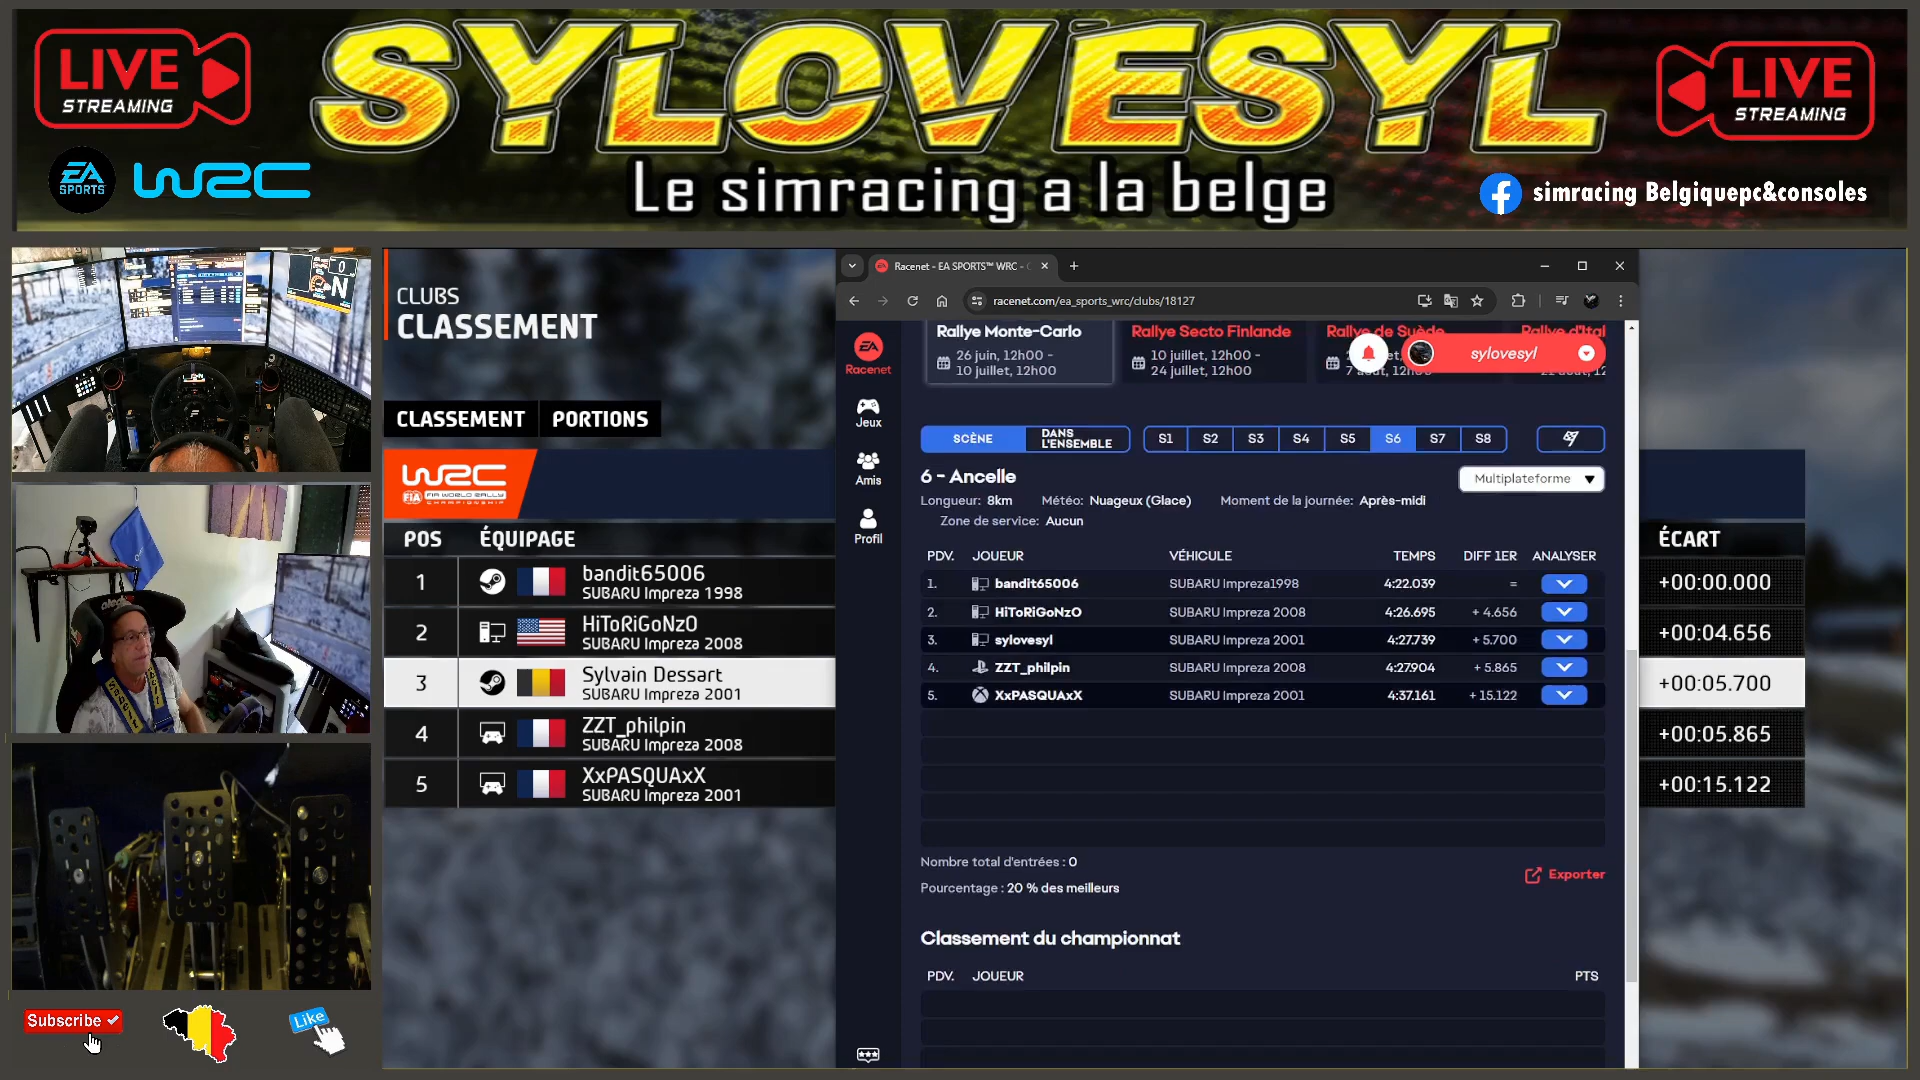 LIVE
STREAMING
SYLOVESYL
LIVE
STREAMING
EA
SPORTS
WRC
Le simracing a la belge
simracing Belgiquepc&consoles
CLUBS
CLASSEMENT
CLASSEMENT
PORTIONS
WRC
FIA WORLD RALLY
CHAMPIONSHIP
POS
ÉQUIPAGE
ÉCART
1
bandit65006
SUBARU Impreza 1998
+00:00.000
2
HiToRiGoNzO
SUBARU Impreza 2008
+00:04.656
3
Sylvain Dessart
SUBARU Impreza 2001
+00:05.700
4
ZZT_philpin
SUBARU Impreza 2008
+00:05.865
5
XxPASQUAxX
SUBARU Impreza 2001
+00:15.122
Racenet - EA SPORTS™ WRC -
racenet.com/ea_sports_wrc/clubs/18127
EA
Racenet
Jeux
Amis
Profil
Rallye Monte-Carlo
26 juin, 12h00 -
10 juillet, 12h00
Rallye Secto Finlande
10 juillet, 12h00 -
24 juillet, 12h00
Rallye de Suède
sylovesyl
SCÈNE
DANS
L'ENSEMBLE
S1 S2 S3 S4 S5 S6 S7 S8
6 - Ancelle
Multiplateforme
Longueur: 8km Météo: Nuageux (Glace) Moment de la journée: Après-midi
Zone de service: Aucun
PDV. JOUEUR VÉHICULE TEMPS DIFF 1ER ANALYSER
1. bandit65006 SUBARU Impreza1998 4:22.039 =
2. HiToRiGoNzO SUBARU Impreza 2008 4:26.695 + 4.656
3. sylovesyl SUBARU Impreza 2001 4:27.739 + 5.700
4. ZZT_philpin SUBARU Impreza 2008 4:27.904 + 5.865
5. XxPASQUAxX SUBARU Impreza 2001 4:37.161 + 15.122
Nombre total d'entrées : 0
Exporter
Pourcentage : 20 % des meilleurs
Classement du championnat
PDV. JOUEUR PTS
Subscribe
Like